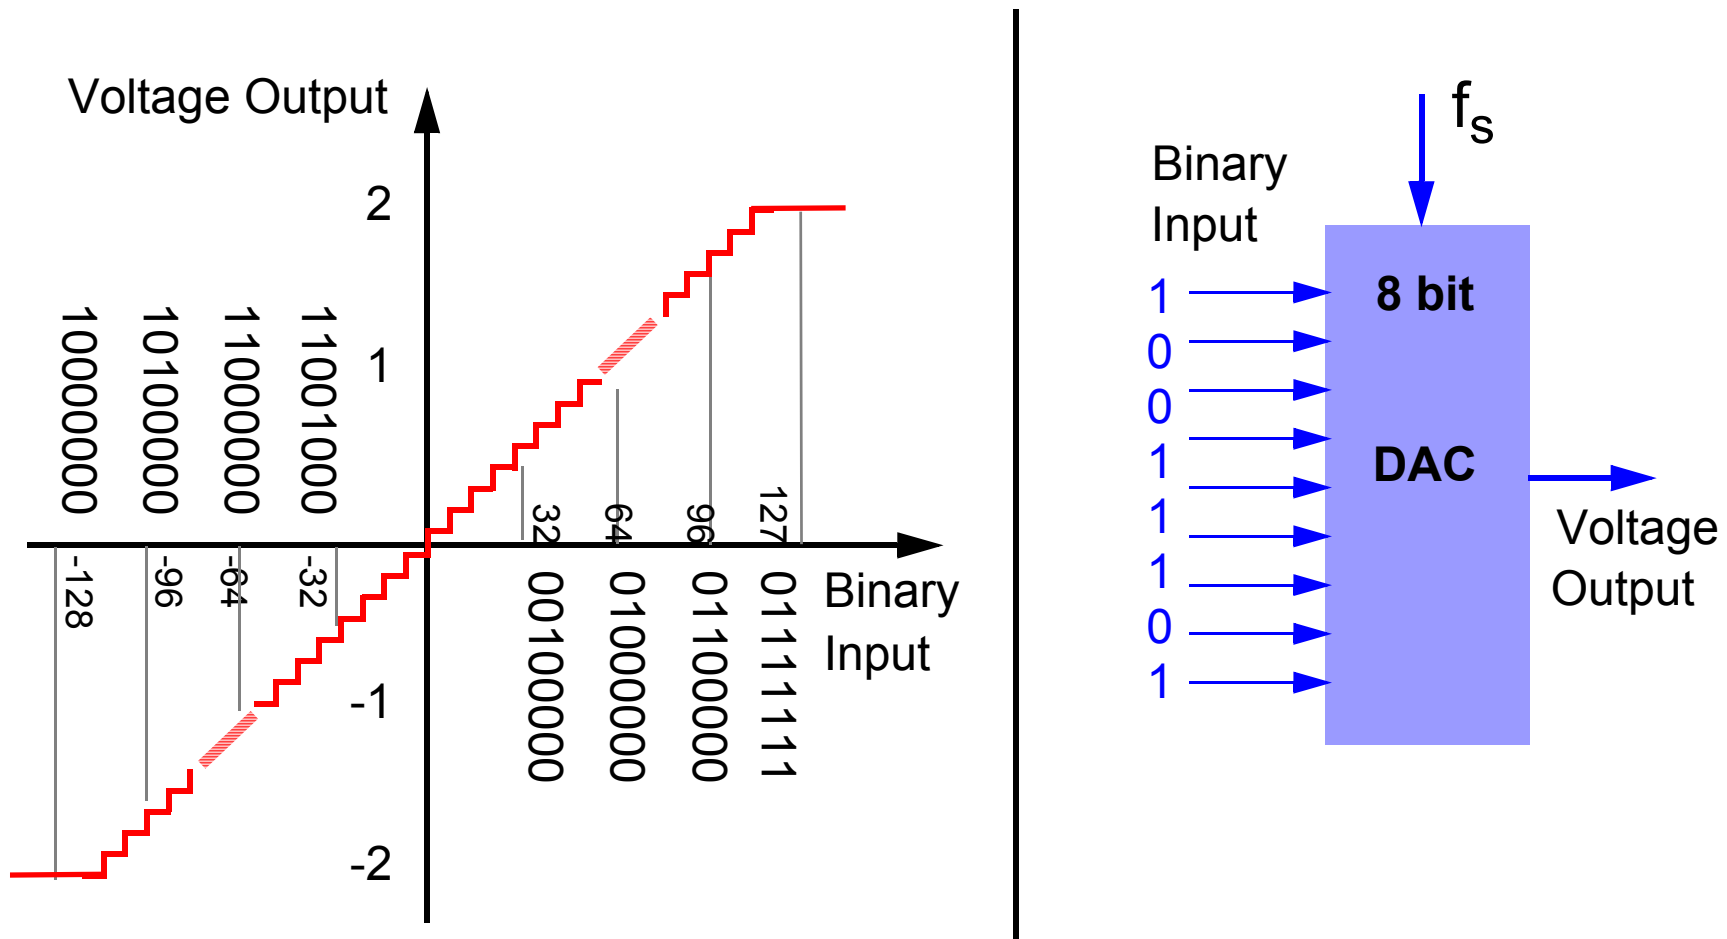 Voltage Output
2
1
-1
-2
10000000
10100000
11000000
11001000
-128
-96
-64
-32
32
64
96
127
00100000
01000000
01100000
01111111
Binary
Input
f<sub>s</sub>
Binary
Input
1
0
0
1
1
1
0
1
8 bit
DAC
Voltage
Output